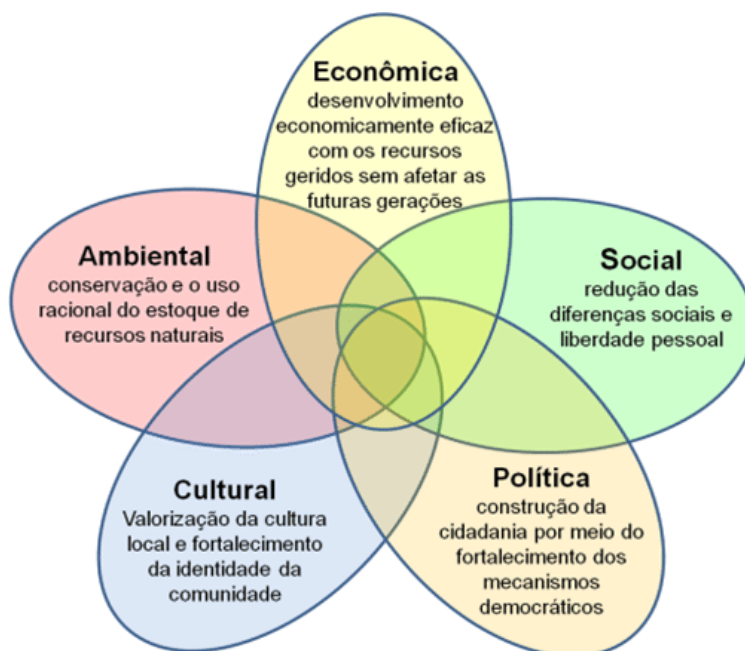 Econômica
desenvolvimento
economicamente eficaz
com os recursos
geridos sem afetar as
futuras gerações
Ambiental
conservação e o uso
racional do estoque de
recursos naturais
Social
redução das
diferenças sociais e
liberdade pessoal
Cultural
Valorização da cultura
local e fortalecimento
da identidade da
comunidade
Política
construção da
cidadania por meio do
fortalecimento dos
mecanismos
democráticos